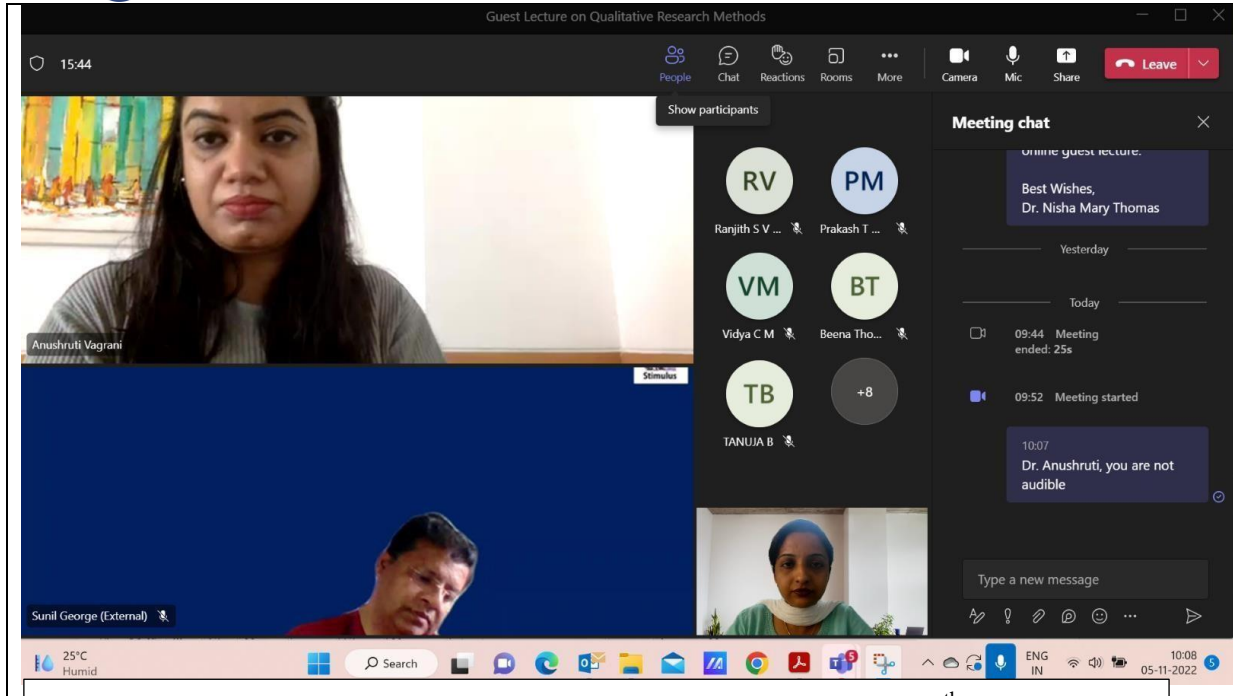 Guest Lecture on Qualitative Research Methods
15:44
People
Chat
Reactions
Rooms
More
Camera
Mic
Share
Leave
Show participants
Stimulus
Anushruti Vagrani
Sunil George (External)
RV
Ranjith S V ...
PM
Prakash T ...
VM
Vidya C M
BT
Beena Tho...
TB
TANUJA B
+8
Meeting chat
online guest lecture.
Best Wishes,
Dr. Nisha Mary Thomas
Yesterday
Today
09:44 Meeting
ended: 25s
09:52 Meeting started
10:07
Dr. Anushruti, you are not
audible
Type a new message
25°C
Humid
Search
5
ENG
IN
10:08
05-11-2022
5
th